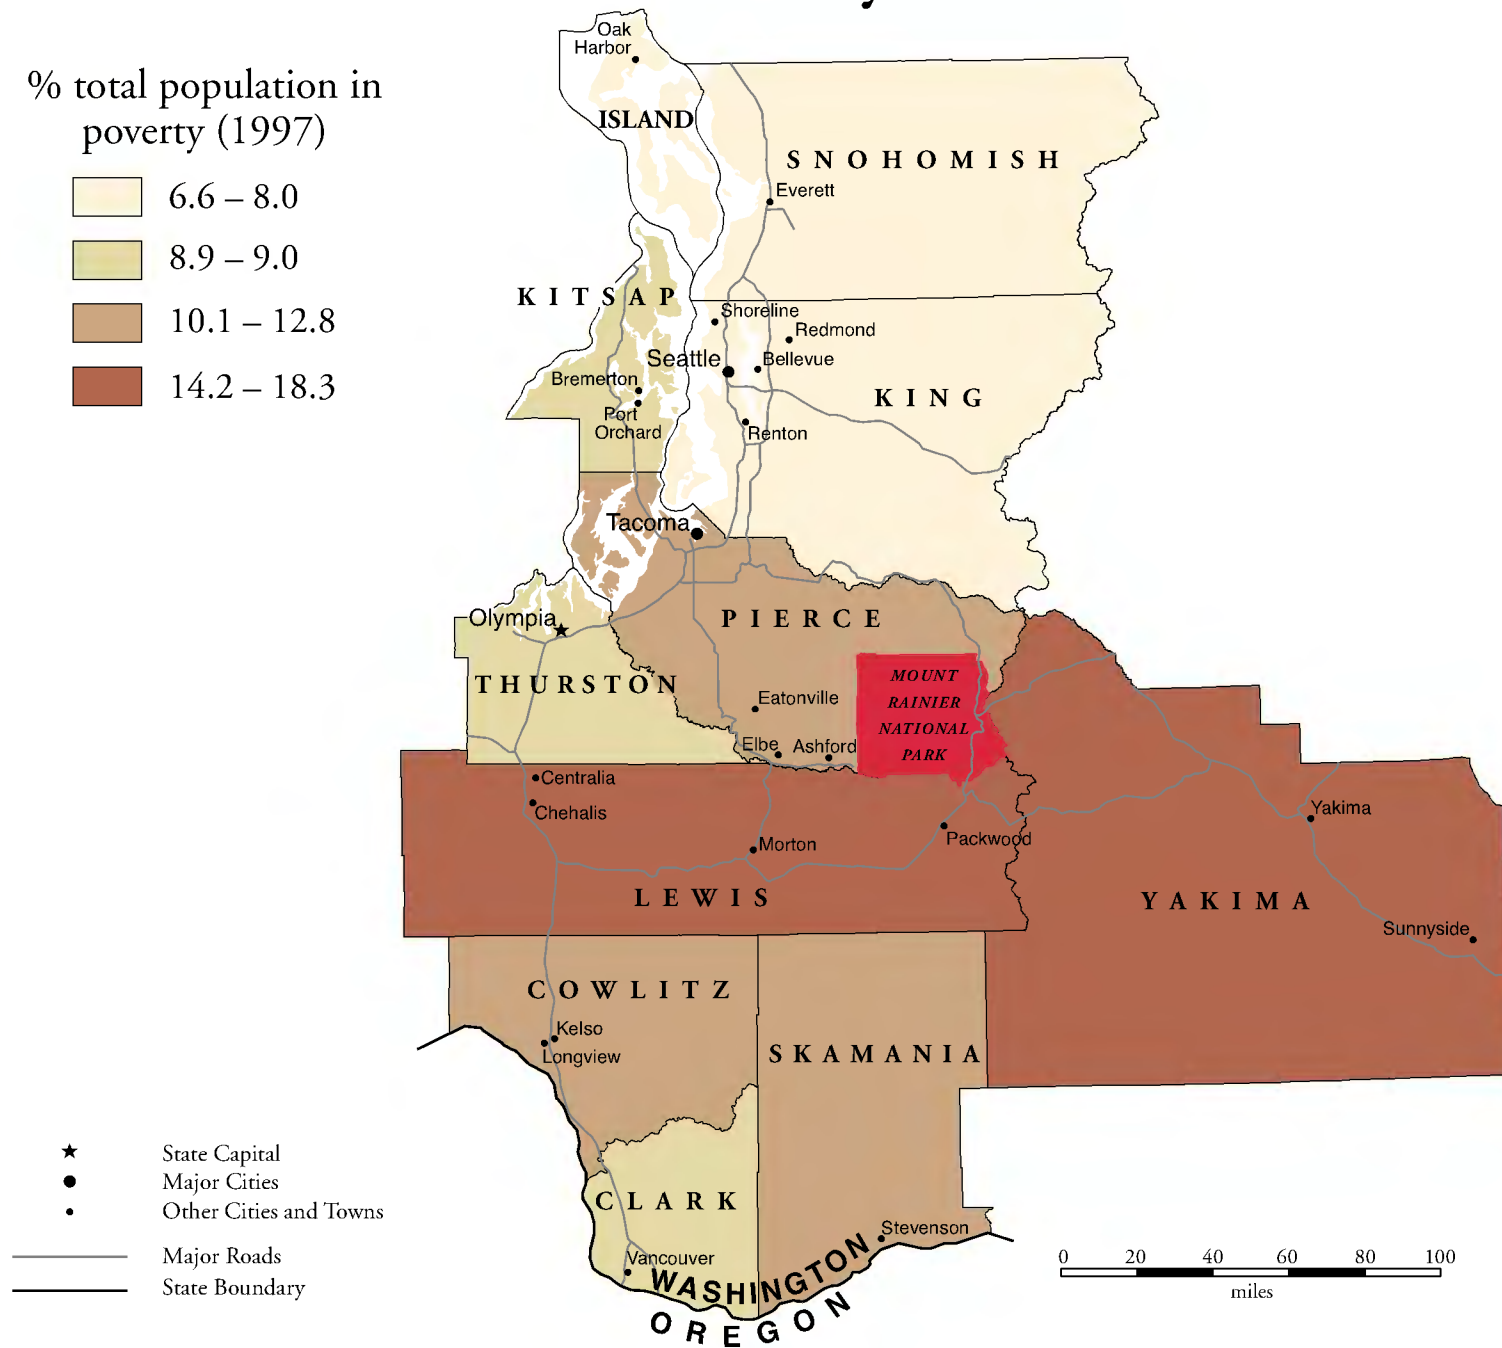 % total population in
poverty (1997)
6.6 – 8.0
8.9 – 9.0
10.1 – 12.8
14.2 – 18.3
Oak
Harbor
ISLAND
SNOHOMISH
Everett
KITSAP
Shoreline
Redmond
Seattle
Bellevue
Bremerton
KING
Port
Orchard
Renton
Tacoma
PIERCE
Olympia
THURSTON
MOUNT
RAINIER
NATIONAL
PARK
Eatonville
Elbe
Ashford
Centralia
Chehalis
Yakima
Morton
Packwood
LEWIS
YAKIMA
Sunnyside
COWLITZ
Kelso
Longview
SKAMANIA
CLARK
Stevenson
Vancouver
WASHINGTON
OREGON
State Capital
Major Cities
Other Cities and Towns
Major Roads
State Boundary
0 20 40 60 80 100
miles